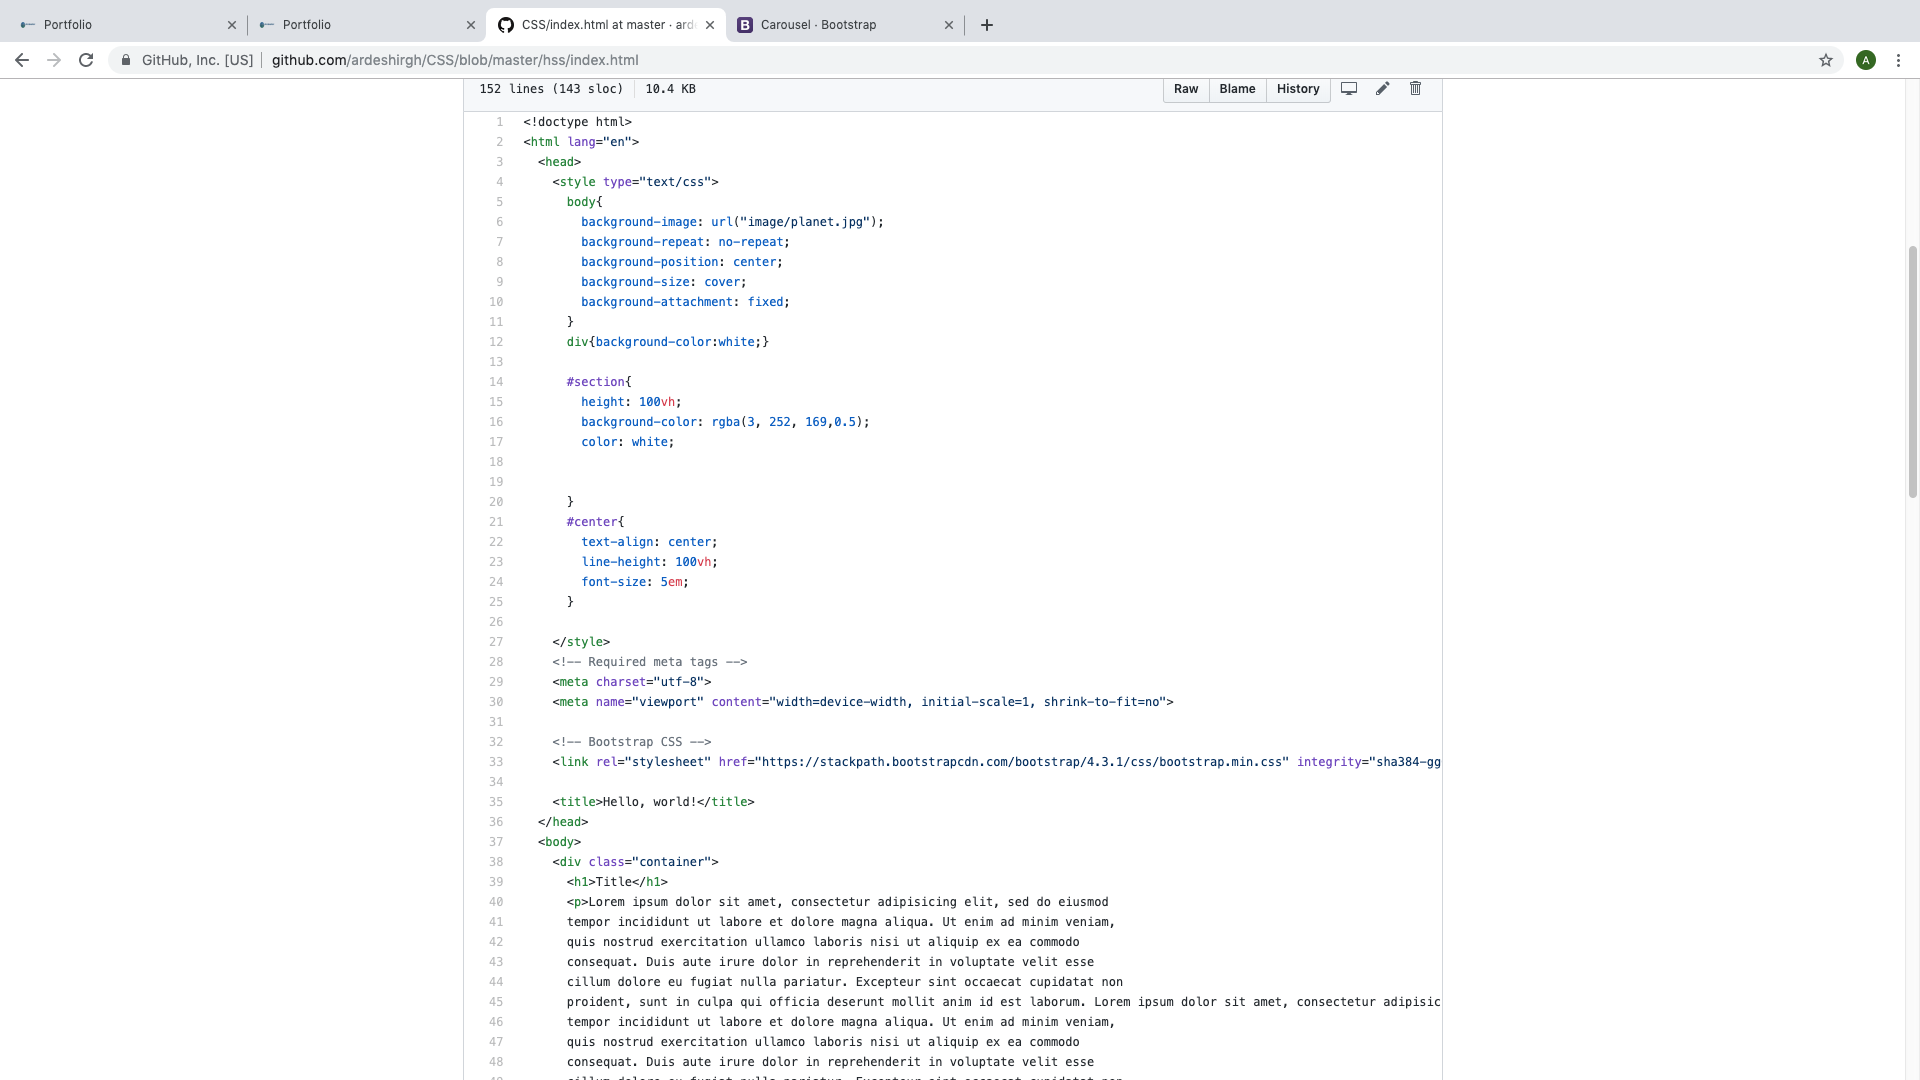 Portfolio
Portfolio
CSS/index.html at master · ard
Carousel · Bootstrap
GitHub, Inc. [US]
github.com/ardeshirgh/CSS/blob/master/hss/index.html
A
152 lines (143 sloc)
10.4 KB
Raw
Blame
History
1 <!doctype html>
2 <html lang="en">
3 <head>
4 <style type="text/css">
5 body{
6 background-image: url("image/planet.jpg");
7 background-repeat: no-repeat;
8 background-position: center;
9 background-size: cover;
10 background-attachment: fixed;
11 }
12 div{background-color:white;}
13
14 #section{
15 height: 100vh;
16 background-color: rgba(3, 252, 169,0.5);
17 color: white;
18
19
20 }
21 #center{
22 text-align: center;
23 line-height: 100vh;
24 font-size: 5em;
25 }
26
27 </style>
28 <!-- Required meta tags -->
29 <meta charset="utf-8">
30 <meta name="viewport" content="width=device-width, initial-scale=1, shrink-to-fit=no">
31
32 <!-- Bootstrap CSS -->
33 <link rel="stylesheet" href="https://stackpath.bootstrapcdn.com/bootstrap/4.3.1/css/bootstrap.min.css" integrity="sha384-gg
34
35 <title>Hello, world!</title>
36 </head>
37 <body>
38 <div class="container">
39 <h1>Title</h1>
40 <p>Lorem ipsum dolor sit amet, consectetur adipisicing elit, sed do eiusmod
41 tempor incididunt ut labore et dolore magna aliqua. Ut enim ad minim veniam,
42 quis nostrud exercitation ullamco laboris nisi ut aliquip ex ea commodo
43 consequat. Duis aute irure dolor in reprehenderit in voluptate velit esse
44 cillum dolore eu fugiat nulla pariatur. Excepteur sint occaecat cupidatat non
45 proident, sunt in culpa qui officia deserunt mollit anim id est laborum. Lorem ipsum dolor sit amet, consectetur adipisic
46 tempor incididunt ut labore et dolore magna aliqua. Ut enim ad minim veniam,
47 quis nostrud exercitation ullamco laboris nisi ut aliquip ex ea commodo
48 consequat. Duis aute irure dolor in reprehenderit in voluptate velit esse